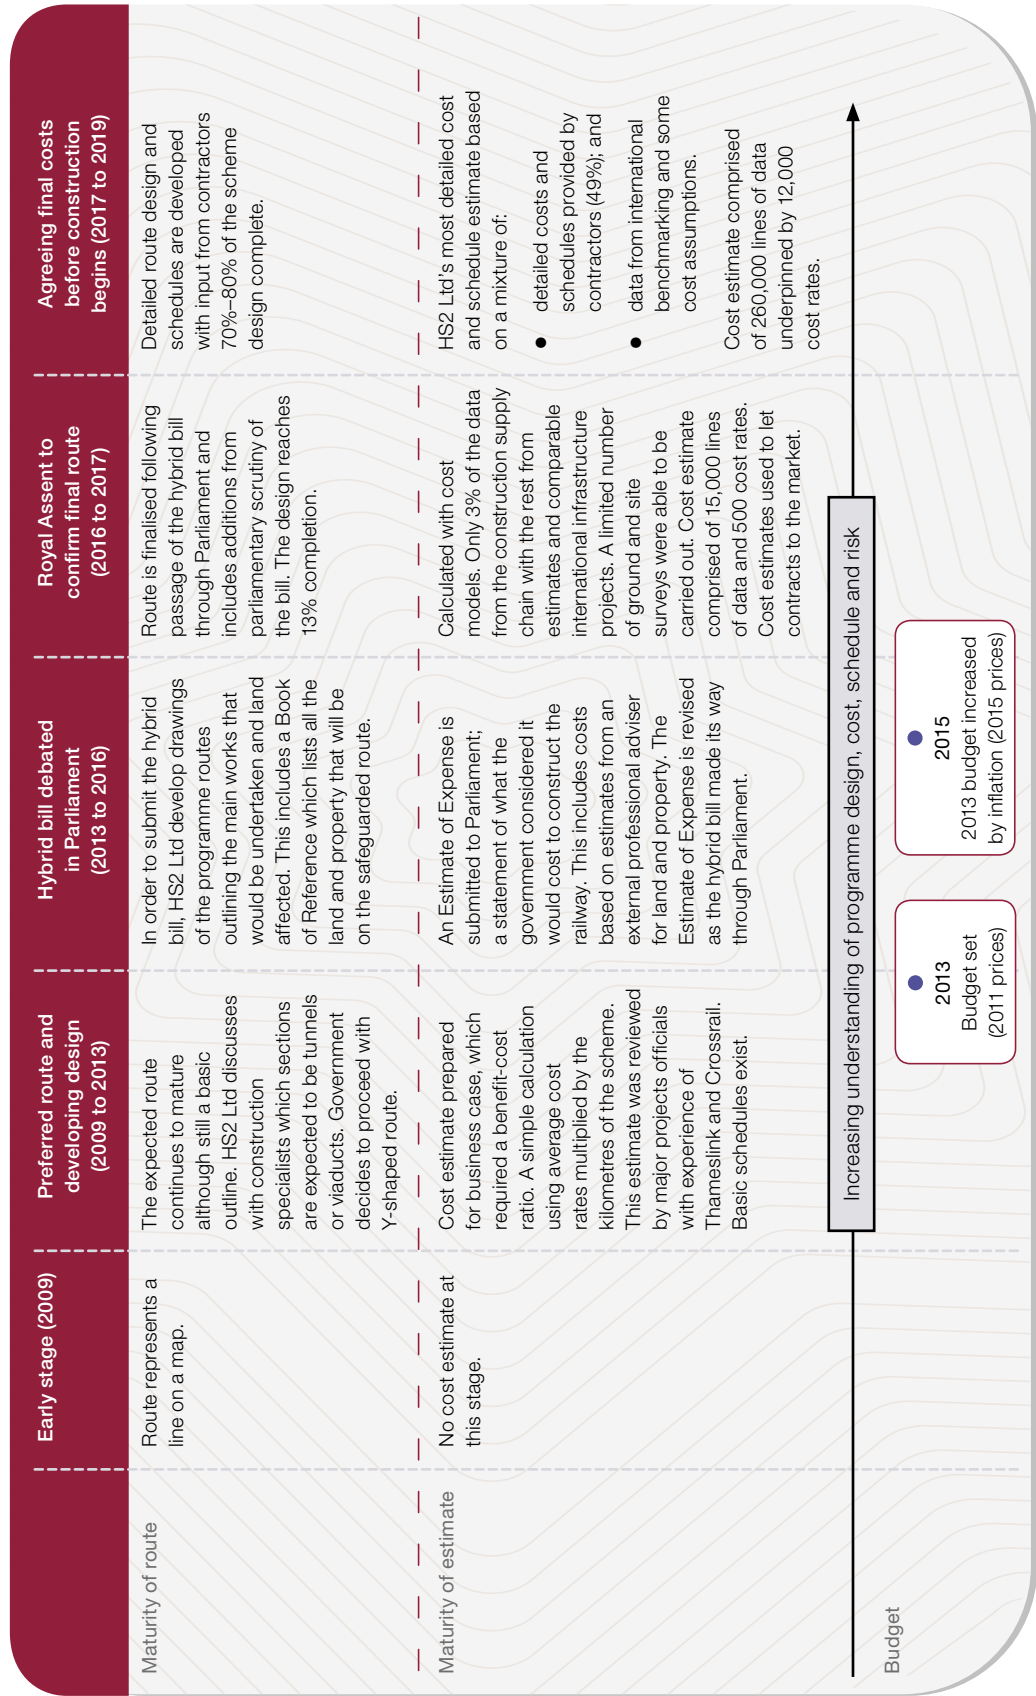 Early stage (2009)
Preferred route and
developing design
(2009 to 2013)
Hybrid bill debated
in Parliament
(2013 to 2016)
Royal Assent to
confirm final route
(2016 to 2017)
Agreeing final costs
before construction
begins (2017 to 2019)
Maturity of route
Route represents a
line on a map.
The expected route
continues to mature
although still a basic
outline. HS2 Ltd discusses
with construction
specialists which sections
are expected to be tunnels
or viaducts. Government
decides to proceed with
Y-shaped route.
In order to submit the hybrid
bill, HS2 Ltd develop drawings
of the programme routes
outlining the main works that
would be undertaken and land
affected. This includes a Book
of Reference which lists all the
land and property that will be
on the safeguarded route.
Route is finalised following
passage of the hybrid bill
through Parliament and
includes additions from
parliamentary scrutiny of
the bill. The design reaches
13% completion.
Detailed route design and
schedules are developed
with input from contractors
70%–80% of the scheme
design complete.
Maturity of estimate
No cost estimate at
this stage.
Cost estimate prepared
for business case, which
required a benefit-cost
ratio. A simple calculation
using average cost
rates multiplied by the
kilometres of the scheme.
This estimate was reviewed
by major projects officials
with experience of
Thameslink and Crossrail.
Basic schedules exist.
An Estimate of Expense is
submitted to Parliament;
a statement of what the
government considered it
would cost to construct the
railway. This includes costs
based on estimates from an
external professional adviser
for land and property. The
Estimate of Expense is revised
as the hybrid bill made its way
through Parliament.
Calculated with cost
models. Only 3% of the data
from the construction supply
chain with the rest from
estimates and comparable
international infrastructure
projects. A limited number
of ground and site
surveys were able to be
carried out. Cost estimate
comprised of 15,000 lines
of data and 500 cost rates.
Cost estimates used to let
contracts to the market.
HS2 Ltd's most detailed cost
and schedule estimate based
on a mixture of:
● detailed costs and
schedules provided by
contractors (49%); and
● data from international
benchmarking and some
cost assumptions.
Cost estimate comprised
of 260,000 lines of data
underpinned by 12,000
cost rates.
Increasing understanding of programme design, cost, schedule and risk
Budget
2013
Budget set
(2011 prices)
2015
2013 budget increased
by inflation (2015 prices)